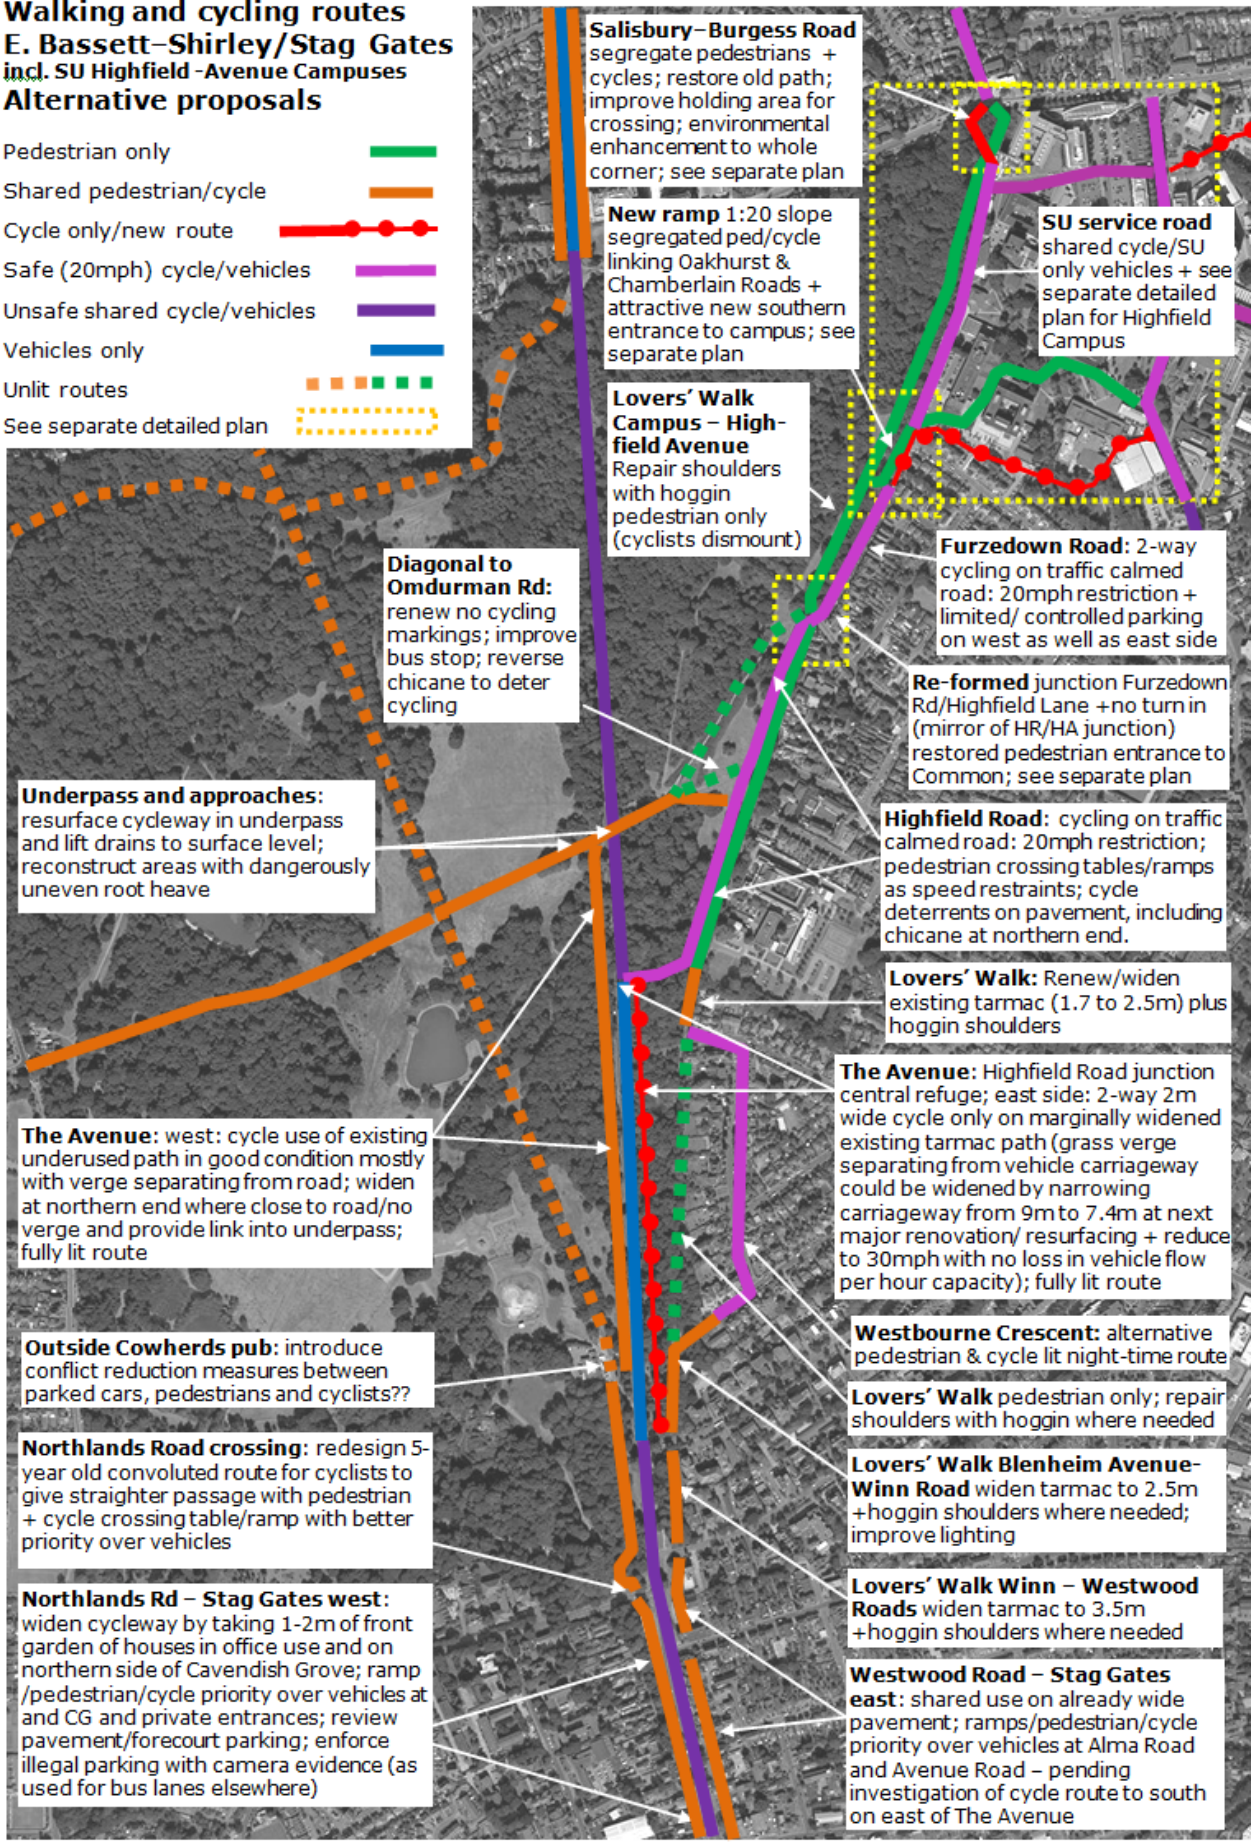 Walking and cycling routes
E. Bassett–Shirley/Stag Gates
incl. SU Highfield -Avenue Campuses
Alternative proposals
Pedestrian only
Shared pedestrian/cycle
Cycle only/new route
Safe (20mph) cycle/vehicles
Unsafe shared cycle/vehicles
Vehicles only
Unlit routes
See separate detailed plan
Salisbury–Burgess Road
segregate pedestrians +
cycles; restore old path;
improve holding area for
crossing; environmental
enhancement to whole
corner; see separate plan
New ramp 1:20 slope
segregated ped/cycle
linking Oakhurst &
Chamberlain Roads +
attractive new southern
entrance to campus; see
separate plan
SU service road
shared cycle/SU
only vehicles + see
separate detailed
plan for Highfield
Campus
Lovers' Walk
Campus – High-
field Avenue
Repair shoulders
with hoggin
pedestrian only
(cyclists dismount)
Furzedown Road: 2-way
cycling on traffic calmed
road: 20mph restriction +
limited/ controlled parking
on west as well as east side
Diagonal to
Omdurman Rd:
renew no cycling
markings; improve
bus stop; reverse
chicane to deter
cycling
Re-formed junction Furzedown
Rd/Highfield Lane +no turn in
(mirror of HR/HA junction)
restored pedestrian entrance to
Common; see separate plan
Underpass and approaches:
resurface cycleway in underpass
and lift drains to surface level;
reconstruct areas with dangerously
uneven root heave
Highfield Road: cycling on traffic
calmed road: 20mph restriction;
pedestrian crossing tables/ramps
as speed restraints; cycle
deterrents on pavement, including
chicane at northern end.
Lovers' Walk: Renew/widen
existing tarmac (1.7 to 2.5m) plus
hoggin shoulders
The Avenue: Highfield Road junction
central refuge; east side: 2-way 2m
wide cycle only on marginally widened
existing tarmac path (grass verge
separating from vehicle carriageway
could be widened by narrowing
carriageway from 9m to 7.4m at next
major renovation/ resurfacing + reduce
to 30mph with no loss in vehicle flow
per hour capacity); fully lit route
The Avenue: west: cycle use of existing
underused path in good condition mostly
with verge separating from road; widen
at northern end where close to road/no
verge and provide link into underpass;
fully lit route
Westbourne Crescent: alternative
pedestrian & cycle lit night-time route
Outside Cowherds pub: introduce
conflict reduction measures between
parked cars, pedestrians and cyclists??
Lovers' Walk pedestrian only; repair
shoulders with hoggin where needed
Northlands Road crossing: redesign 5-
year old convoluted route for cyclists to
give straighter passage with pedestrian
+ cycle crossing table/ramp with better
priority over vehicles
Lovers' Walk Blenheim Avenue-
Winn Road widen tarmac to 2.5m
+hoggin shoulders where needed;
improve lighting
Lovers' Walk Winn – Westwood
Roads widen tarmac to 3.5m
+hoggin shoulders where needed
Northlands Rd – Stag Gates west:
widen cycleway by taking 1-2m of front
garden of houses in office use and on
northern side of Cavendish Grove; ramp
/pedestrian/cycle priority over vehicles at
and CG and private entrances; review
pavement/forecourt parking; enforce
illegal parking with camera evidence (as
used for bus lanes elsewhere)
Westwood Road – Stag Gates
east: shared use on already wide
pavement; ramps/pedestrian/cycle
priority over vehicles at Alma Road
and Avenue Road – pending
investigation of cycle route to south
on east of The Avenue